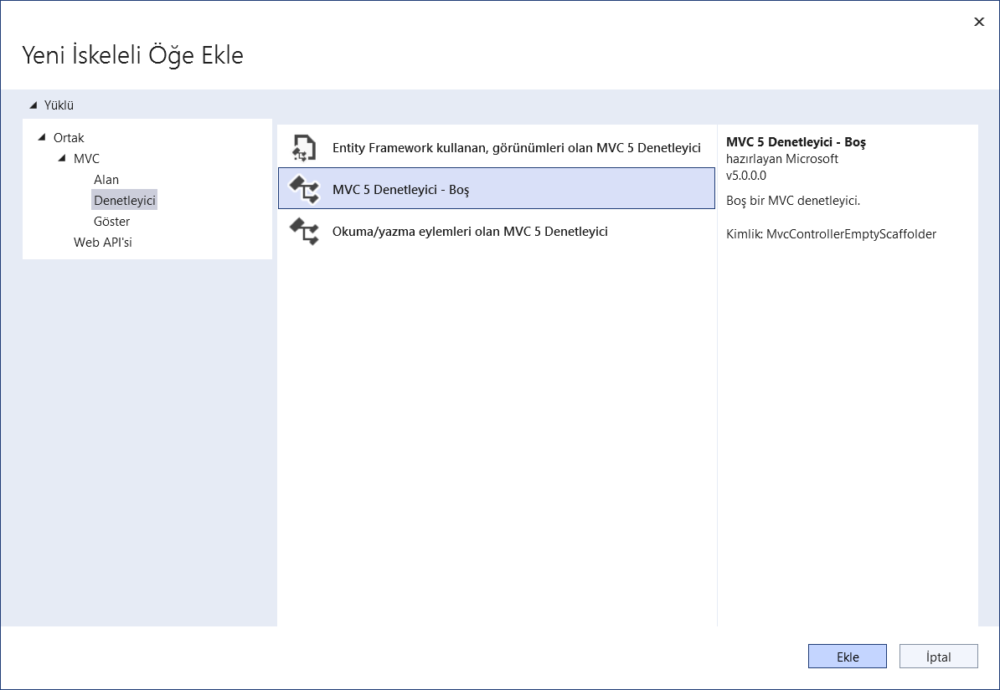 Yeni İskeleli Öğe Ekle
Yüklü
Ortak
MVC
Alan
Denetleyici
Göster
Web API'si
Entity Framework kullanan, görünümleri olan MVC 5 Denetleyici
MVC 5 Denetleyici - Boş
Okuma/yazma eylemleri olan MVC 5 Denetleyici
MVC 5 Denetleyici - Boş
hazırlayan Microsoft
v5.0.0.0
Boş bir MVC denetleyici.
Kimlik: MvcControllerEmptyScaffolder
Ekle
İptal